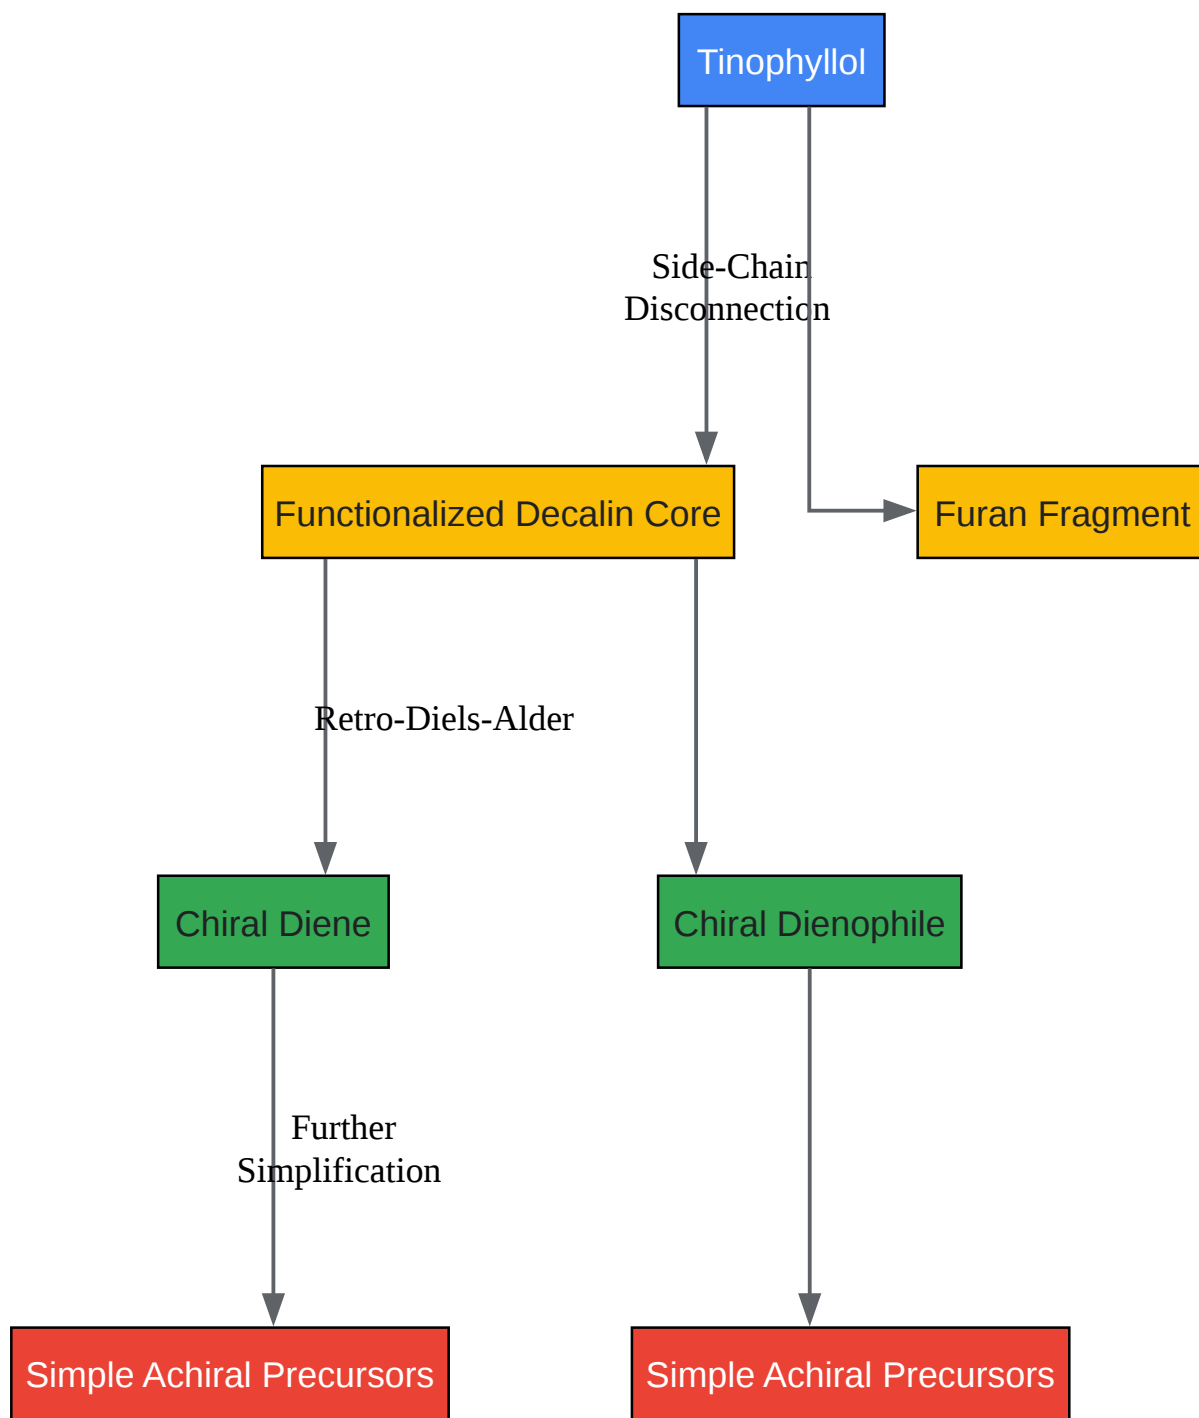 Tinophyllol
Side-Chain
Disconnection
Functionalized Decalin Core
Furan Fragment
Retro-Diels-Alder
Chiral Diene
Chiral Dienophile
Further
Simplification
Simple Achiral Precursors
Simple Achiral Precursors